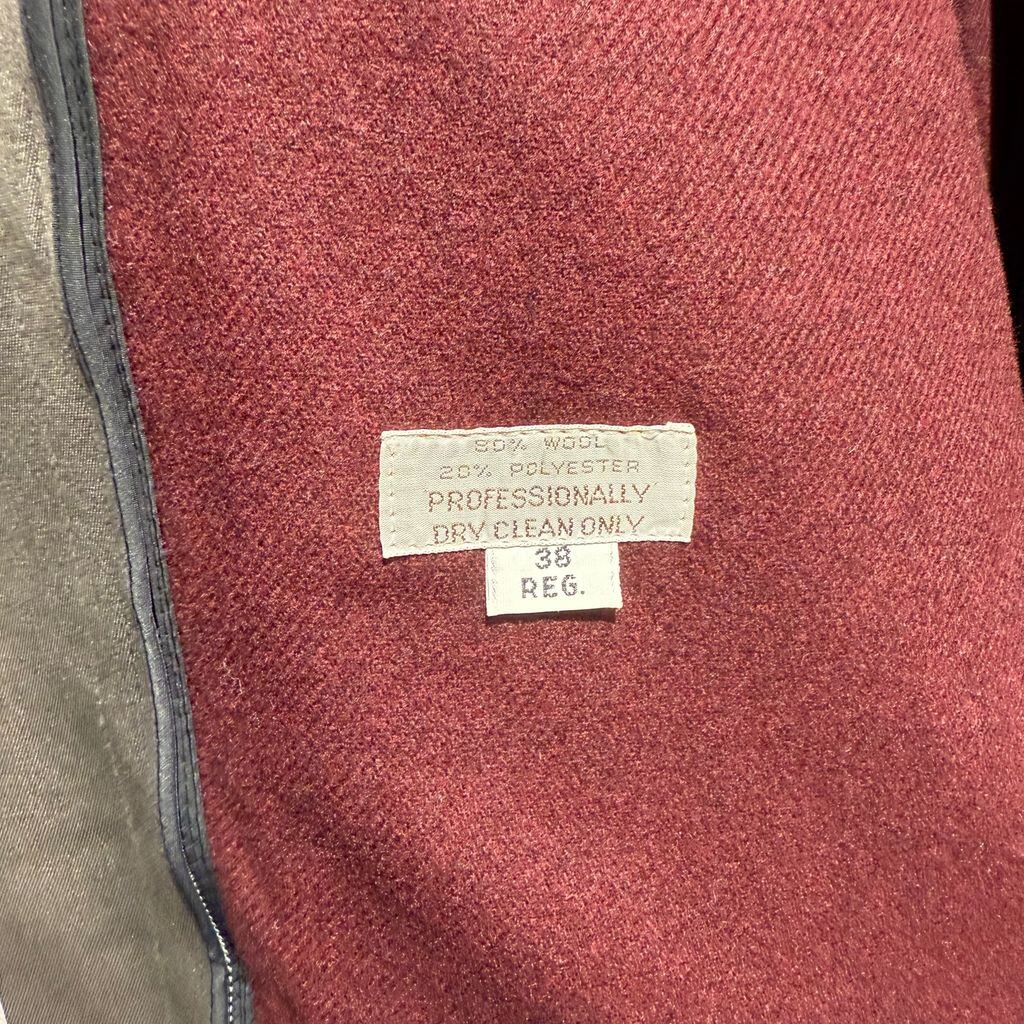 80% WOOL
20% POLYESTER
PROFESSIONALLY
DRY CLEAN ONLY
38
REG.